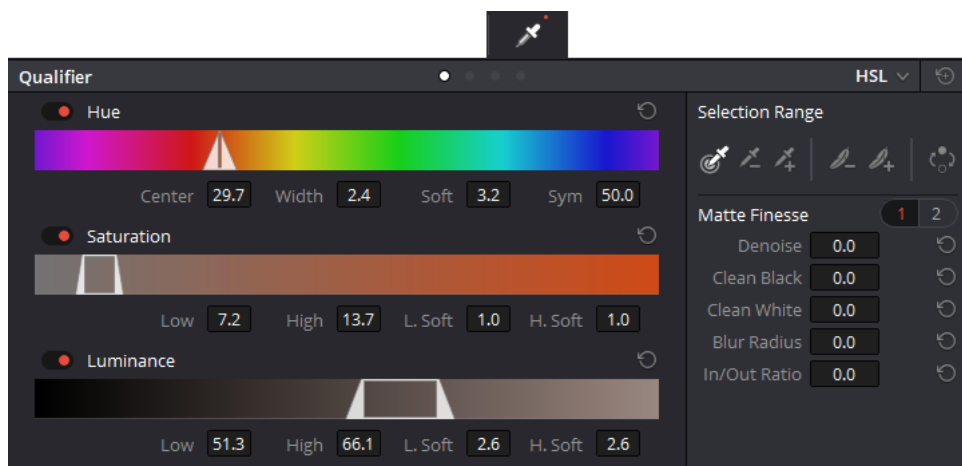 Qualifier HSL
Hue
Center 29.7 Width 2.4 Soft 3.2 Sym 50.0
Saturation
Low 7.2 High 13.7 L. Soft 1.0 H. Soft 1.0
Luminance
Low 51.3 High 66.1 L. Soft 2.6 H. Soft 2.6
Selection Range
Matte Finesse 1 2
Denoise 0.0
Clean Black 0.0
Clean White 0.0
Blur Radius 0.0
In/Out Ratio 0.0